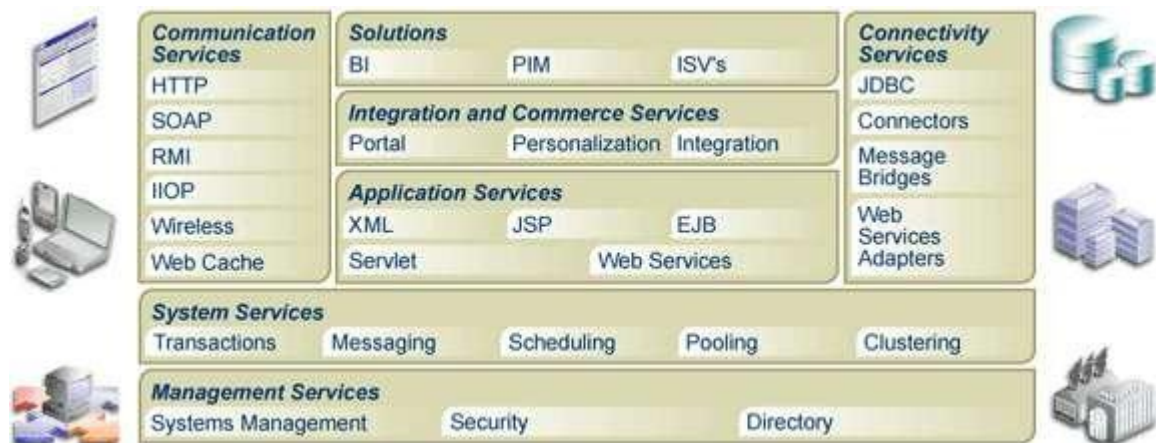 Communication
Services
HTTP
SOAP
RMI
IIOP
Wireless
Web Cache
Solutions
BI PIM ISV's
Integration and Commerce Services
Portal Personalization Integration
Application Services
XML JSP EJB
Servlet Web Services
Connectivity
Services
JDBC
Connectors
Message
Bridges
Web
Services
Adapters
System Services
Transactions Messaging Scheduling Pooling Clustering
Management Services
Systems Management Security Directory